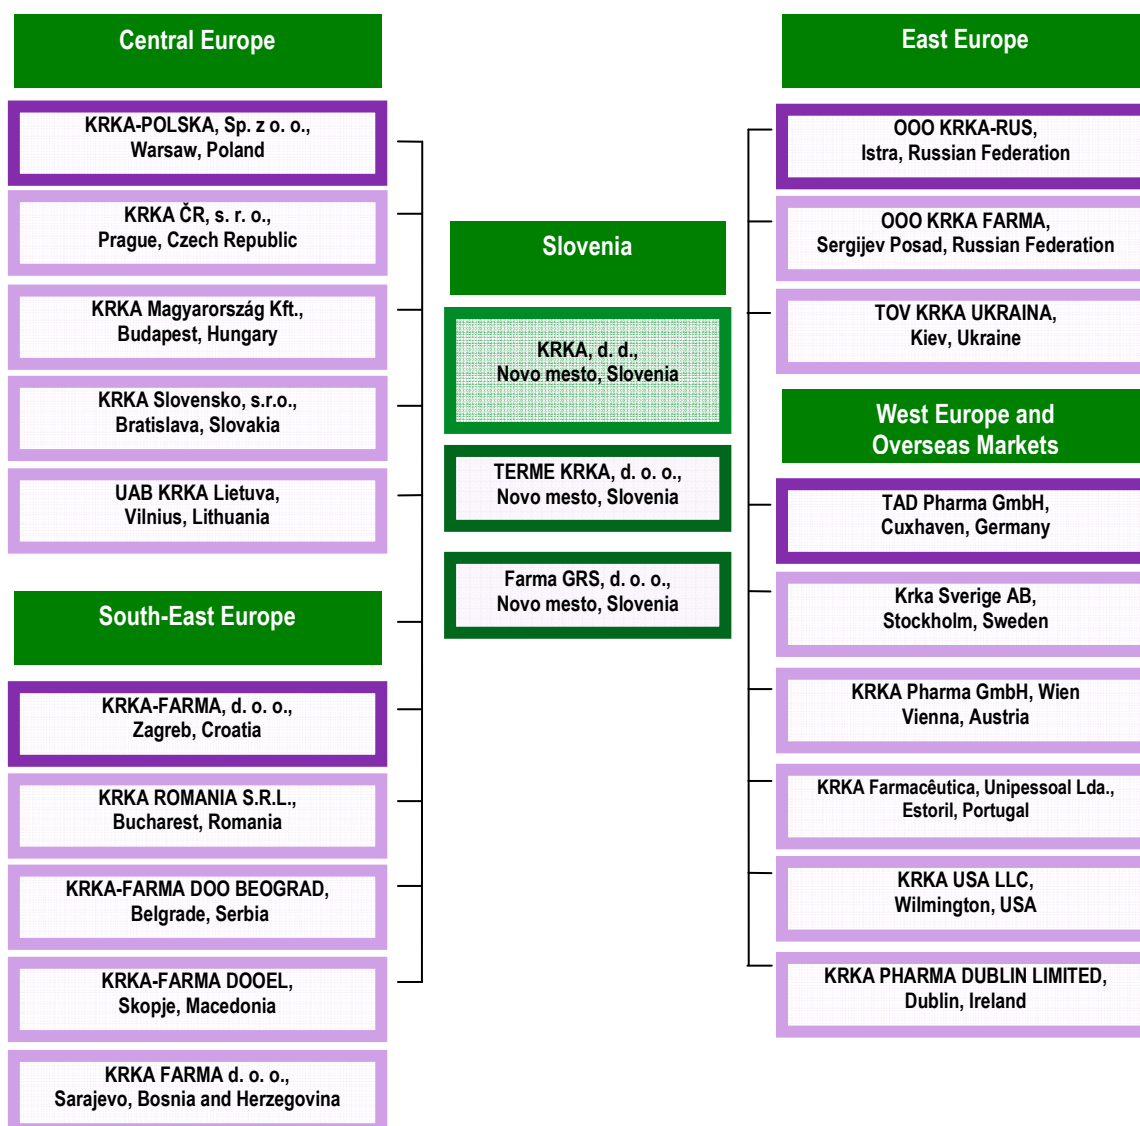 Central Europe
KRKA-POLSKA, Sp. z o. o.,
Warsaw, Poland
KRKA ČR, s. r. o.,
Prague, Czech Republic
KRKA Magyarország Kft.,
Budapest, Hungary
KRKA Slovensko, s.r.o.,
Bratislava, Slovakia
UAB KRKA Lietuva,
Vilnius, Lithuania
South-East Europe
KRKA-FARMA, d. o. o.,
Zagreb, Croatia
KRKA ROMANIA S.R.L.,
Bucharest, Romania
KRKA-FARMA DOO BEOGRAD,
Belgrade, Serbia
KRKA-FARMA DOOEL,
Skopje, Macedonia
KRKA FARMA d. o. o.,
Sarajevo, Bosnia and Herzegovina
Slovenia
KRKA, d. d.,
Novo mesto, Slovenia
TERME KRKA, d. o. o.,
Novo mesto, Slovenia
Farma GRS, d. o. o.,
Novo mesto, Slovenia
East Europe
OOO KRKA-RUS,
Istra, Russian Federation
OOO KRKA FARMA,
Sergijev Posad, Russian Federation
TOV KRKA UKRAINA,
Kiev, Ukraine
West Europe and
Overseas Markets
TAD Pharma GmbH,
Cuxhaven, Germany
Krka Sverige AB,
Stockholm, Sweden
KRKA Pharma GmbH, Wien
Vienna, Austria
KRKA Farmacêutica, Unipessoal Lda.,
Estoril, Portugal
KRKA USA LLC,
Wilmington, USA
KRKA PHARMA DUBLIN LIMITED,
Dublin, Ireland